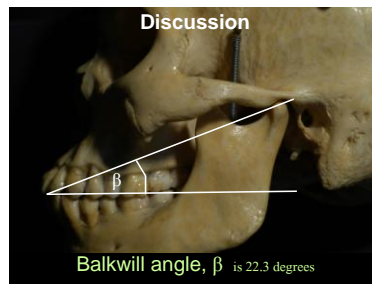 Discussion
β
Balkwill angle, β is 22.3 degrees